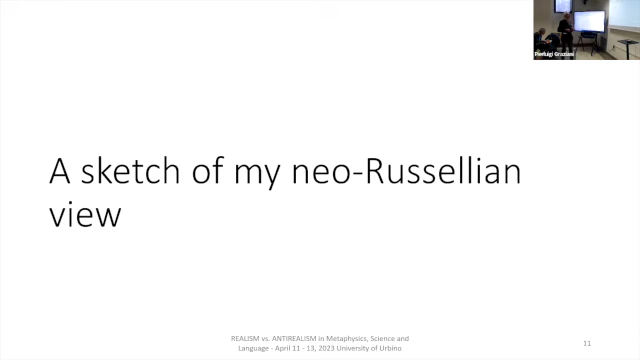 Pierluigi Graziani
A sketch of my neo-Russellian
view
REALISM vs. ANTIREALISM in Metaphysics, Science and
Language - April 11 - 13, 2023 University of Urbino
11